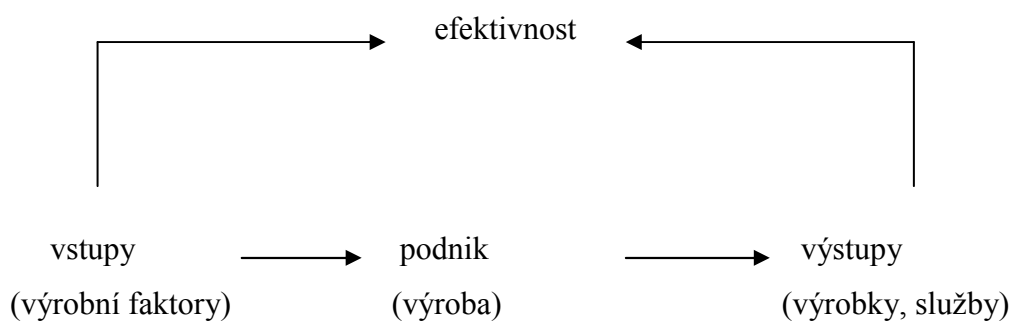 efektivnost
vstupy podnik výstupy
(výrobní faktory) (výroba) (výrobky, služby)